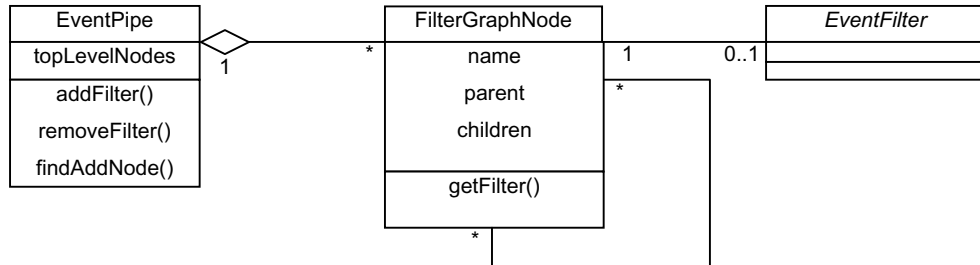 EventPipe
topLevelNodes
addFilter()
removeFilter()
findAddNode()
1
*
FilterGraphNode
name
parent
children
getFilter()
1
0..1
*
*
EventFilter